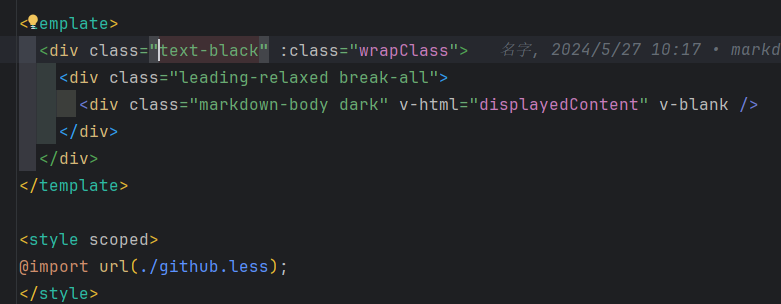 <template>
<div class="text-black" :class="wrapClass"> 名字, 2024/5/27 10:17 • markd
<div class="leading-relaxed break-all">
<div class="markdown-body dark" v-html="displayedContent" v-blank />
</div>
</div>
</template>
<style scoped>
@import url(./github.less);
</style>